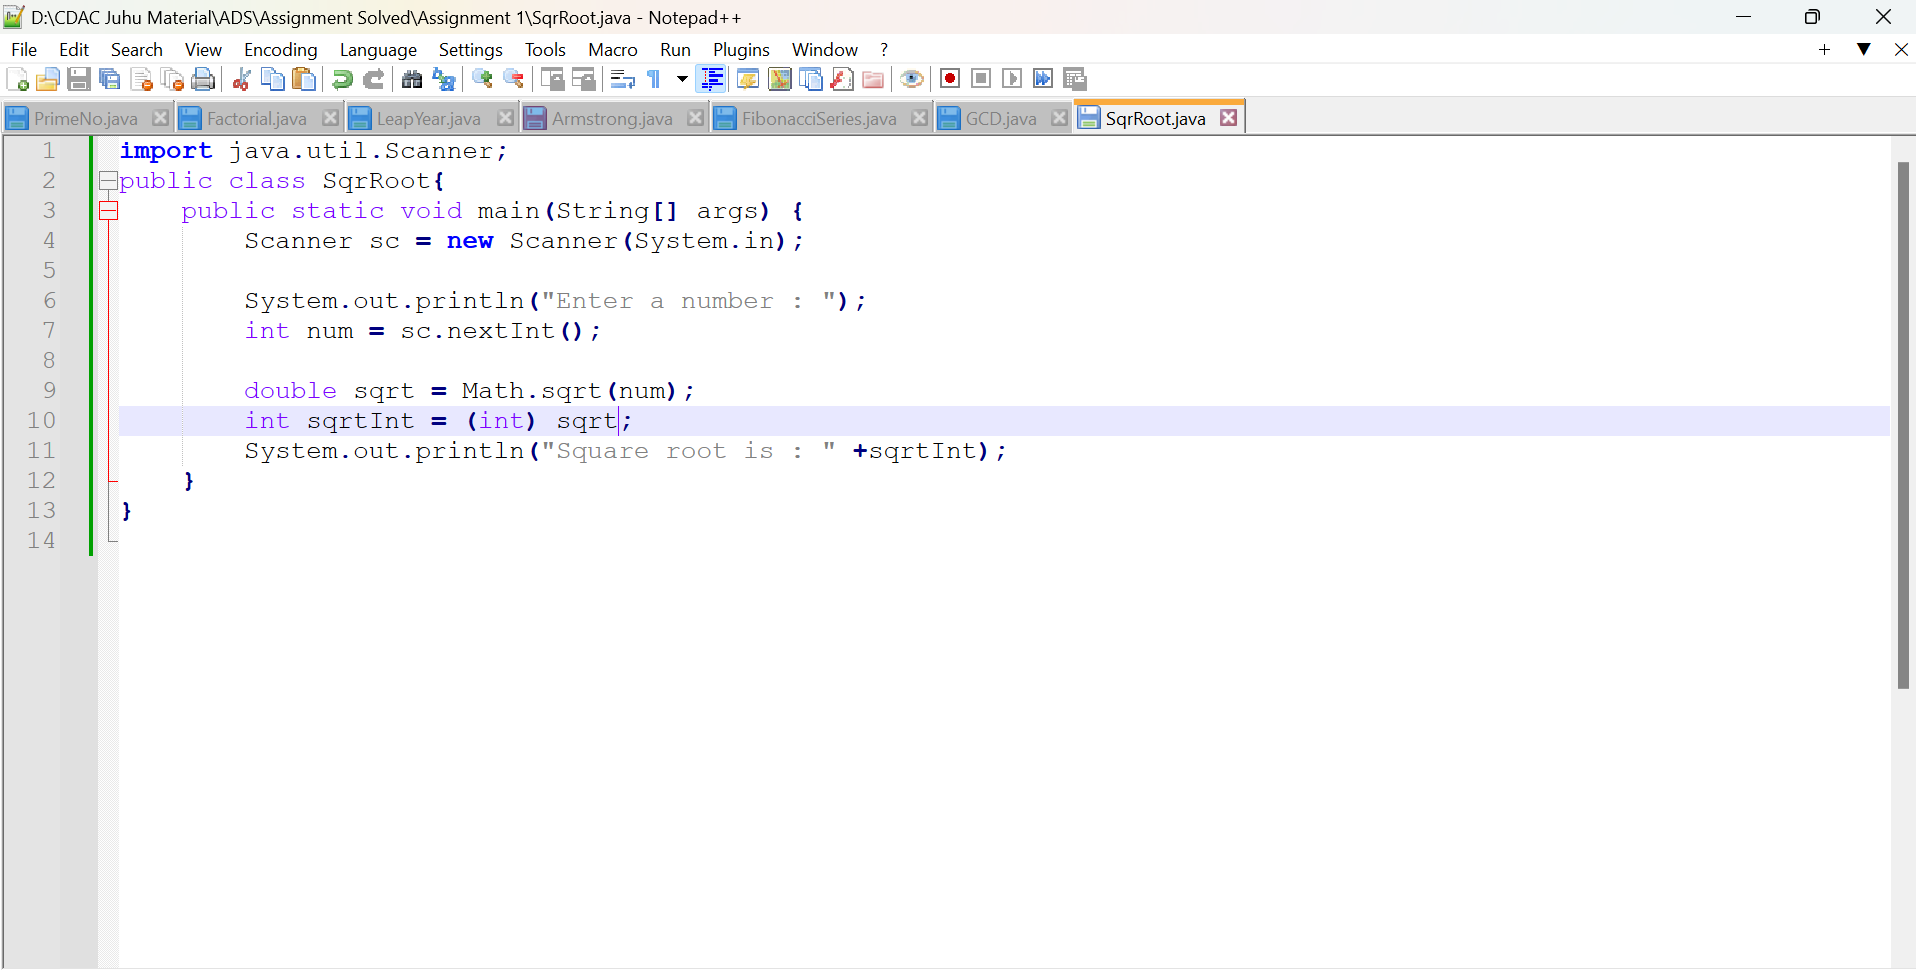 D:\CDAC Juhu Material\ADS\Assignment Solved\Assignment 1\SqrRoot.java - Notepad++
File Edit Search View Encoding Language Settings Tools Macro Run Plugins Window ?
PrimeNo.java Factorial.java LeapYear.java Armstrong.java FibonacciSeries.java GCD.java SqrRoot.java
1 import java.util.Scanner;
2 public class SqrRoot{
3 public static void main(String[] args) {
4 Scanner sc = new Scanner(System.in);
5
6 System.out.println("Enter a number : ");
7 int num = sc.nextInt();
8
9 double sqrt = Math.sqrt(num);
10 int sqrtInt = (int) sqrt;
11 System.out.println("Square root is : " +sqrtInt);
12 }
13 }
14